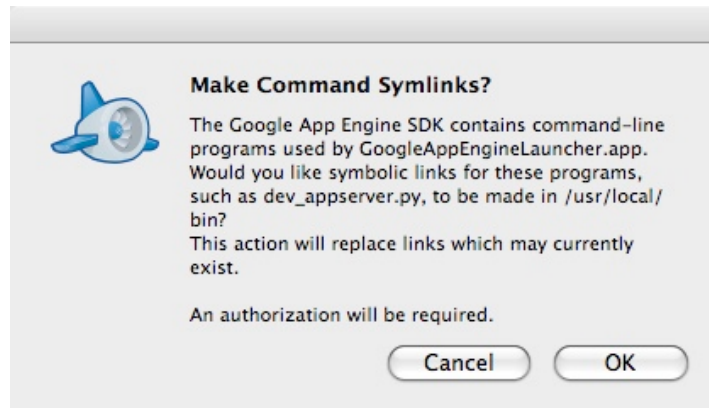 Make Command Symlinks?
The Google App Engine SDK contains command-line
programs used by GoogleAppEngineLauncher.app.
Would you like symbolic links for these programs,
such as dev_appserver.py, to be made in /usr/local/
bin?
This action will replace links which may currently
exist.
An authorization will be required.
Cancel OK